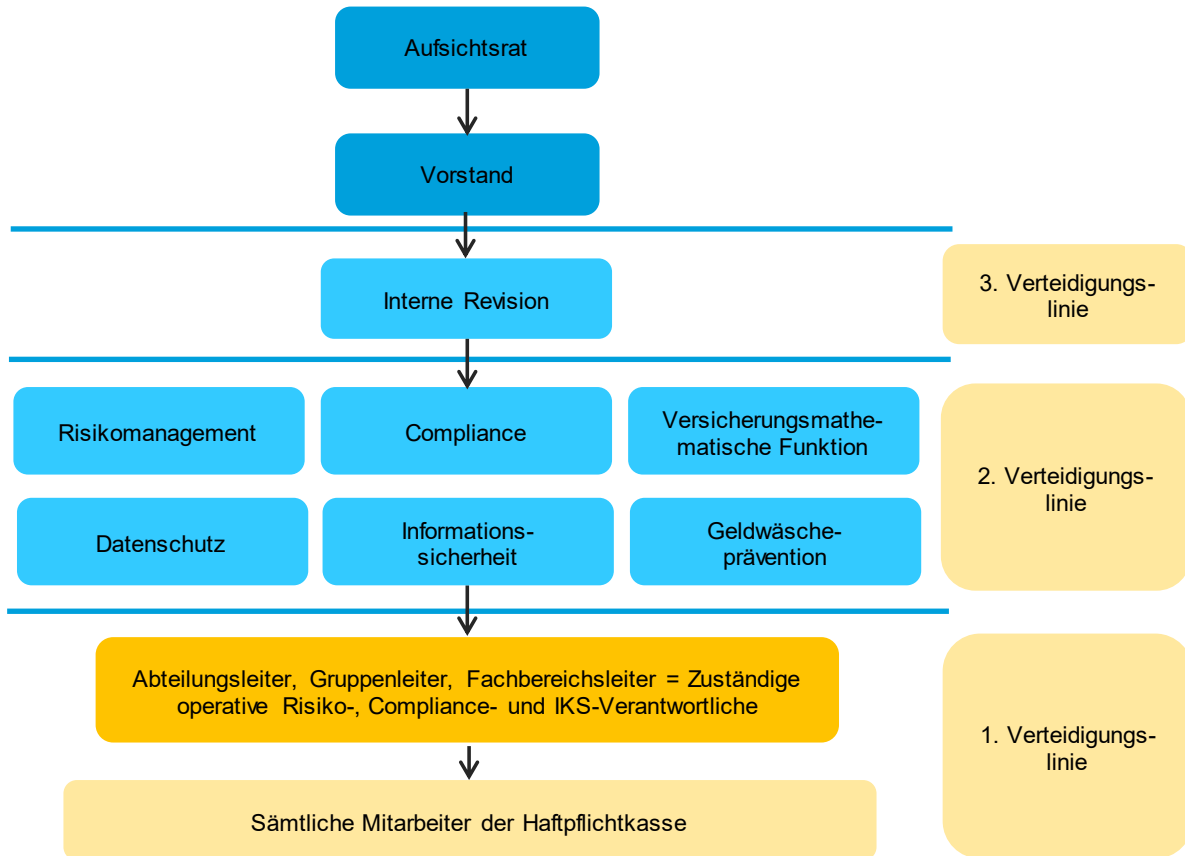 Aufsichtsrat
Vorstand
Interne Revision
3. Verteidigungs-
linie
Risikomanagement
Compliance
Versicherungsmathe-
matische Funktion
Datenschutz
Informations-
sicherheit
Geldwäsche-
prävention
2. Verteidigungs-
linie
Abteilungsleiter, Gruppenleiter, Fachbereichsleiter = Zuständige
operative Risiko-, Compliance- und IKS-Verantwortliche
Sämtliche Mitarbeiter der Haftpflichtkasse
1. Verteidigungs-
linie